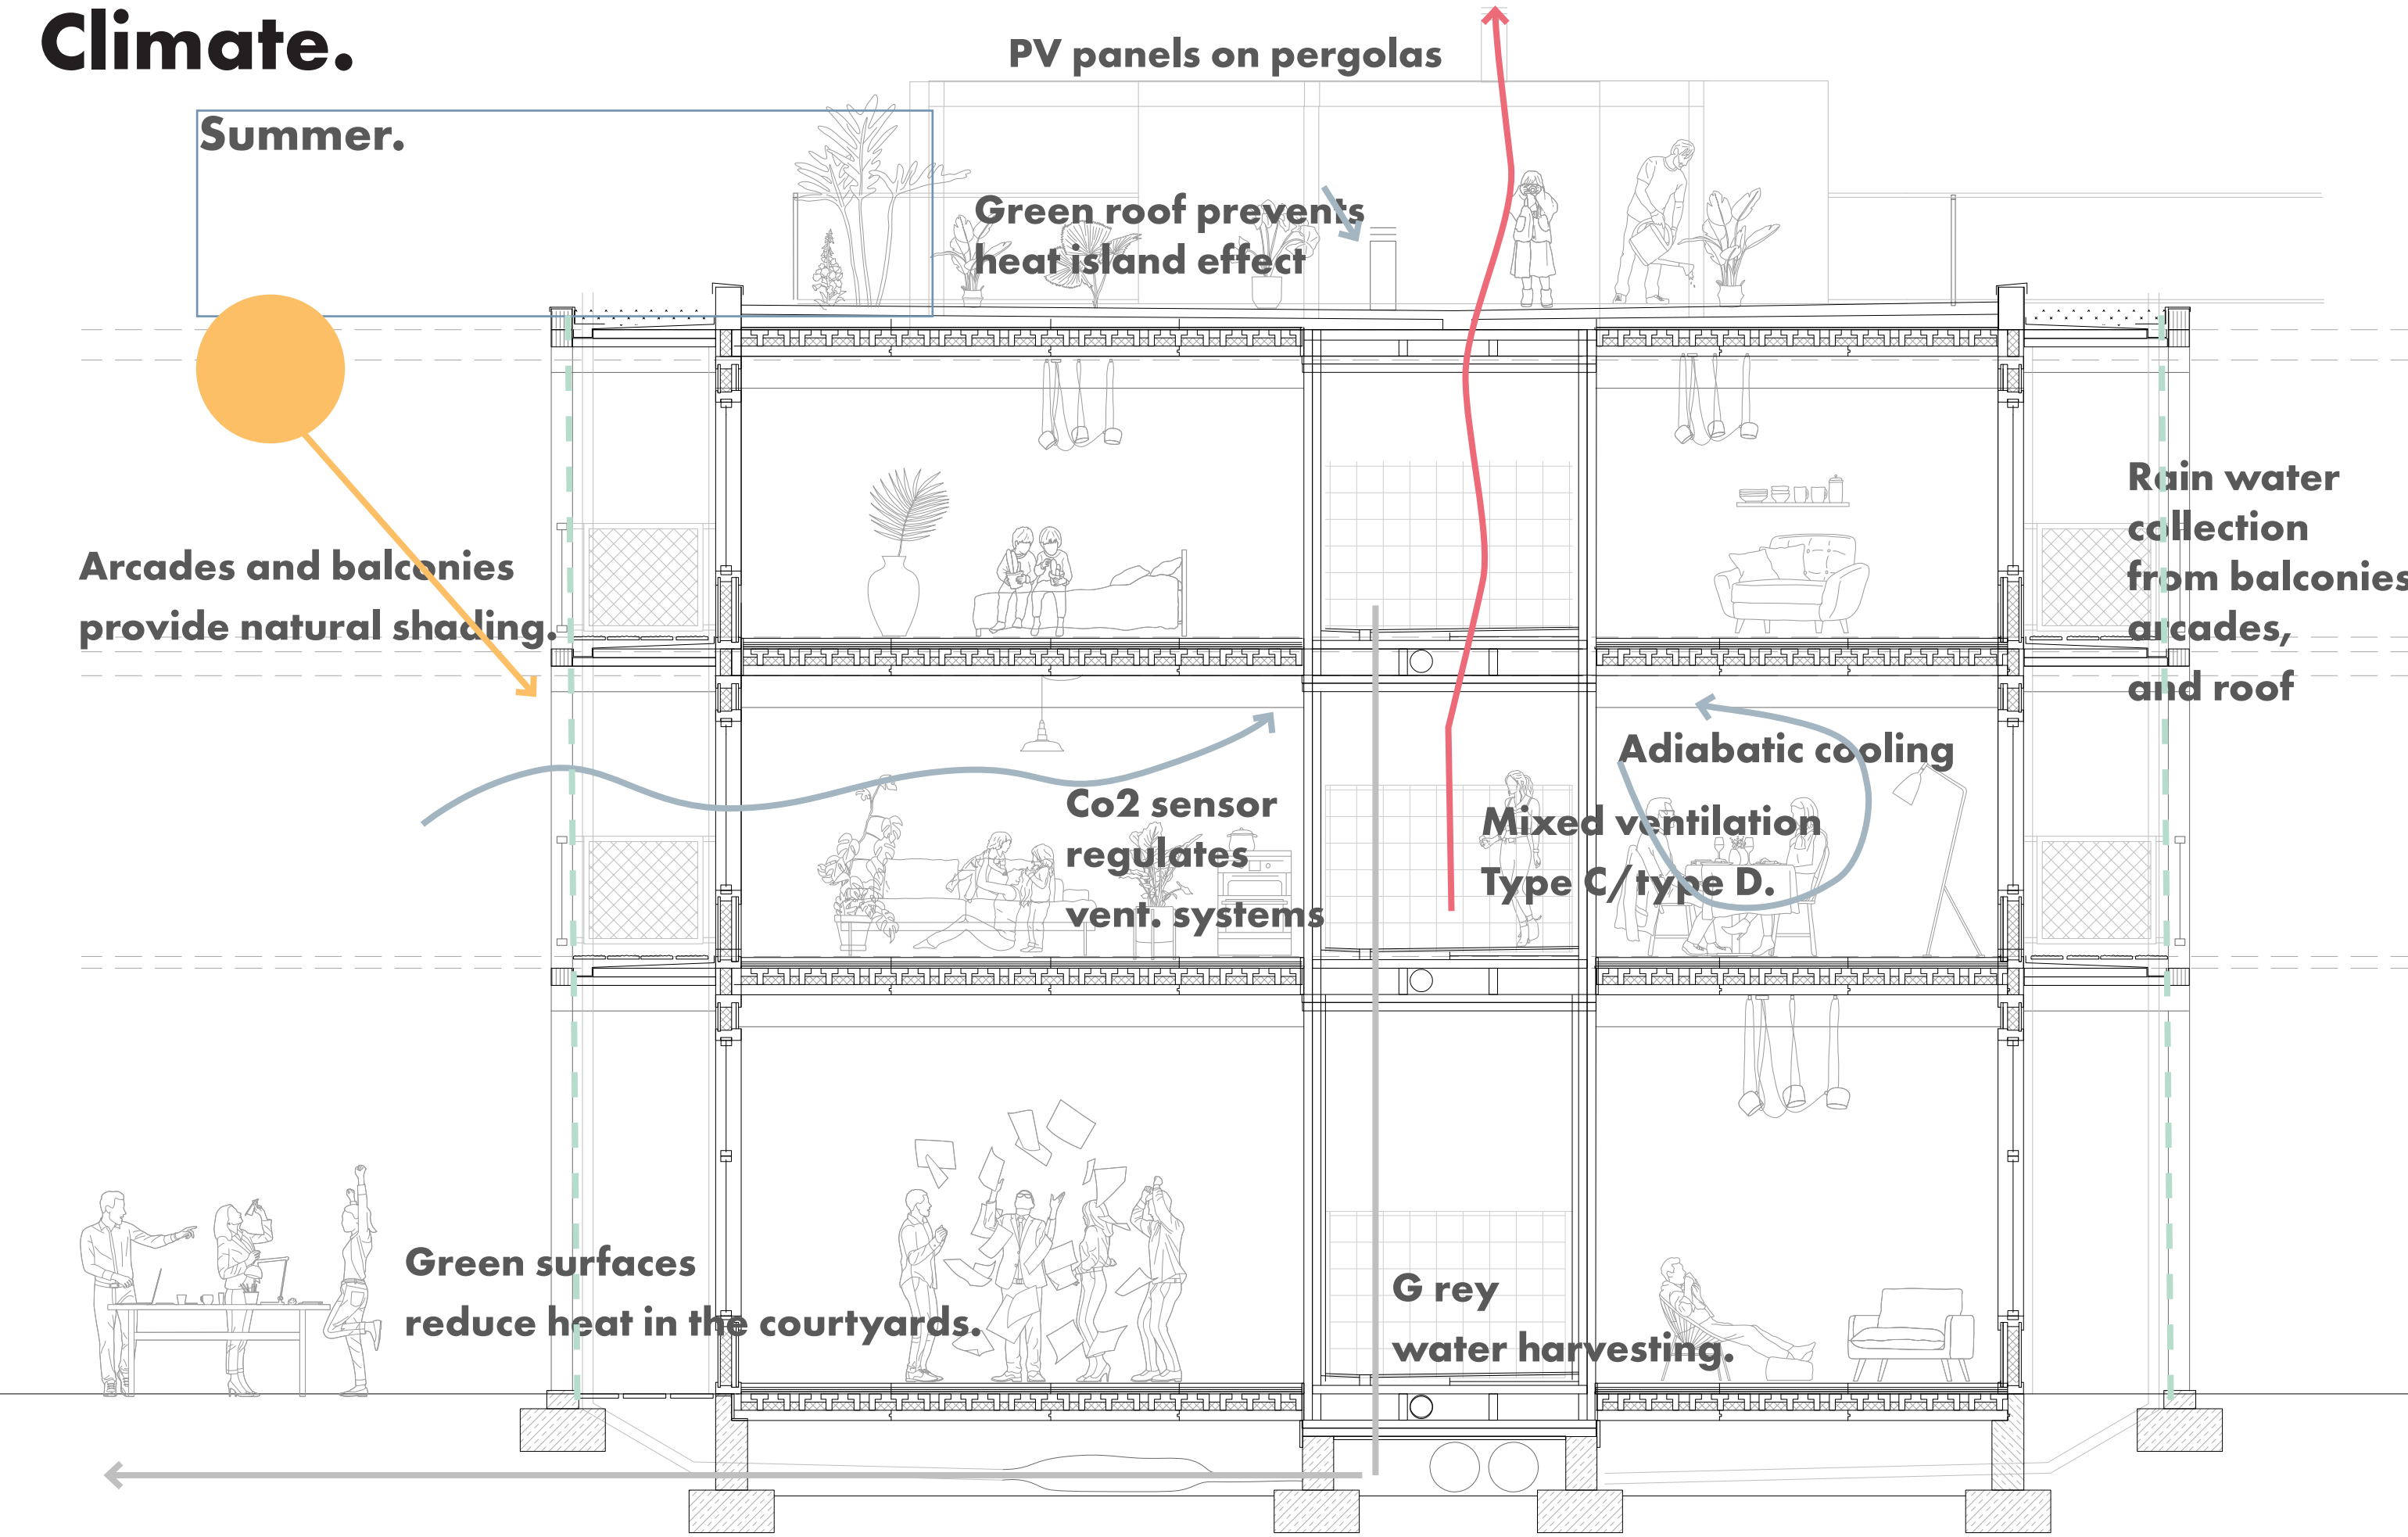 Climate.
PV panels on pergolas
Summer.
Green roof prevents
heat island effect
Arcades and balconies
provide natural shading.
Rain water
collection
from balconies
arcades,
and roof
Adiabatic cooling
Co2 sensor
regulates
vent. systems
Mixed ventilation
Type C/type D.
Green surfaces
reduce heat in the courtyards.
G rey
water harvesting.